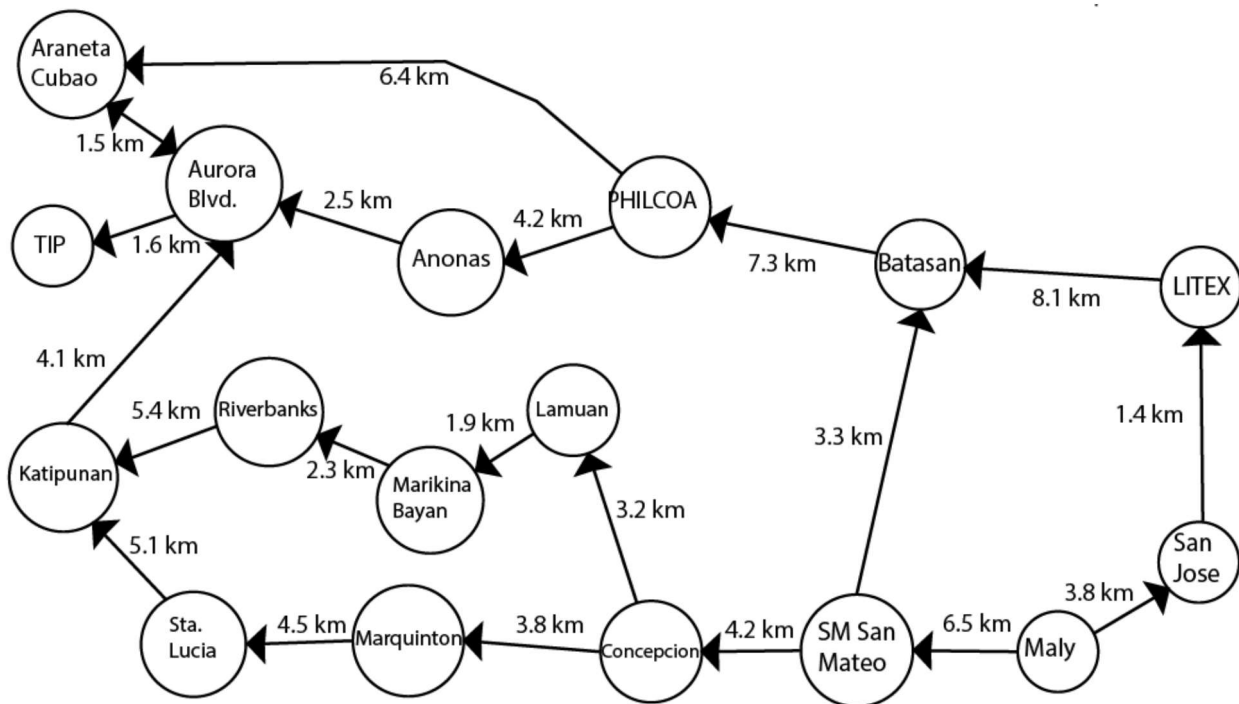 Araneta
Cubao
6.4 km
1.5 km
Aurora
Blvd.
PHILCOA
2.5 km
4.2 km
TIP
1.6 km
Anonas
7.3 km
Batasan
8.1 km
LITEX
4.1 km
Riverbanks
5.4 km
Lamuan
1.9 km
1.4 km
3.3 km
Katipunan
2.3 km
Marikina
Bayan
3.2 km
5.1 km
San
Jose
3.8 km
Sta.
Lucia
4.5 km
Marquinton
3.8 km
Concepcion
4.2 km
SM San
Mateo
6.5 km
Maly